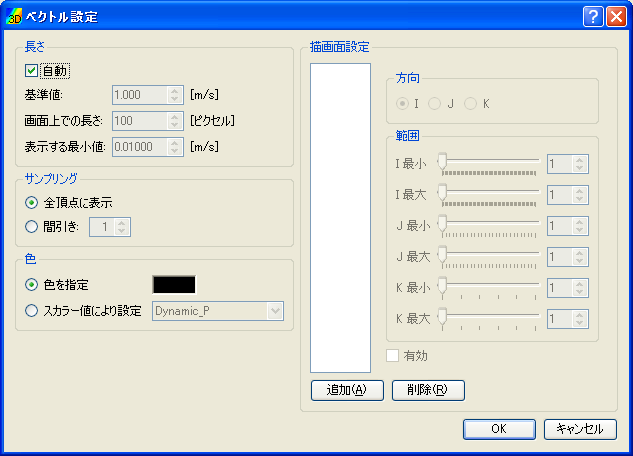 3D ベクトル設定
長さ
自動
基準値: 1.000 [m/s]
画面上での長さ: 100 [ピクセル]
表示する最小値: 0.01000 [m/s]
サンプリング
全頂点に表示
間引き: 1
色
色を指定
スカラー値により設定 Dynamic_P
描画面設定
方向
I J K
範囲
I 最小 1
I 最大 1
J 最小 1
J 最大 1
K 最小 1
K 最大 1
有効
追加(A) 削除(R)
OK キャンセル